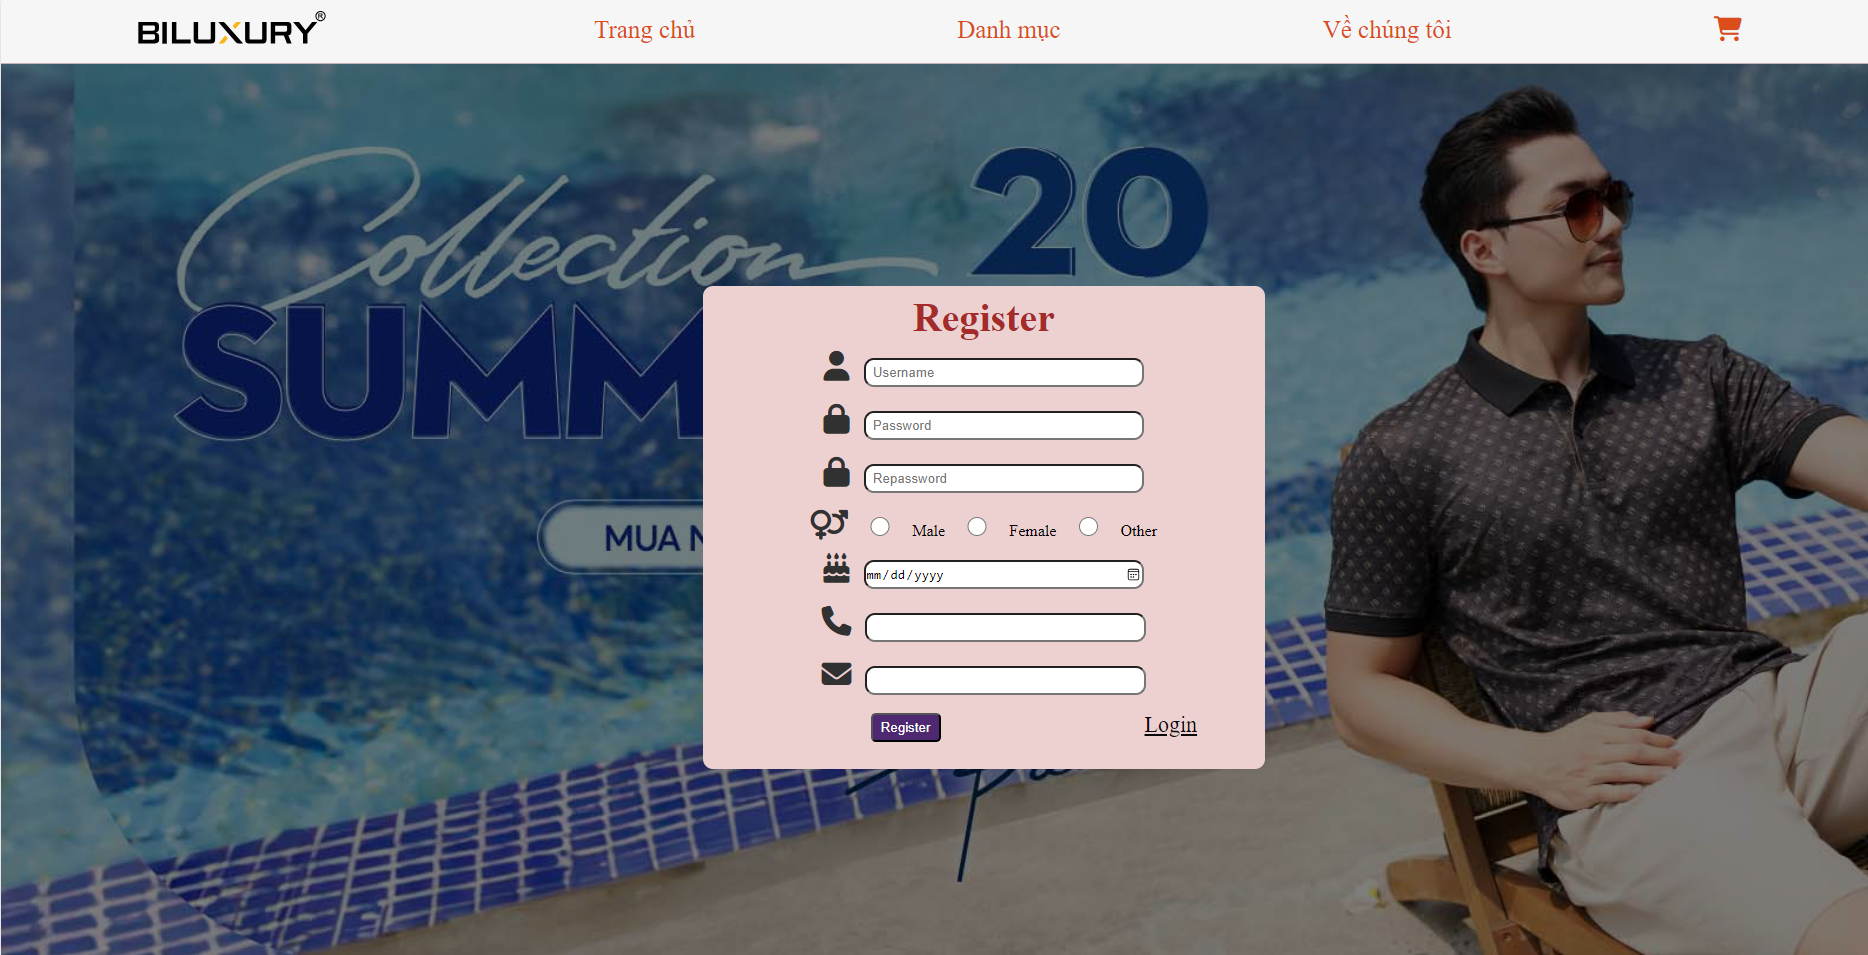 BILUXURY®
Trang chủ
Danh mục
Về chúng tôi
Collection 20
SUMM
MUA N
Register
Username
Password
Repassword
Male
Female
Other
mm/dd/yyyy
Register
Login